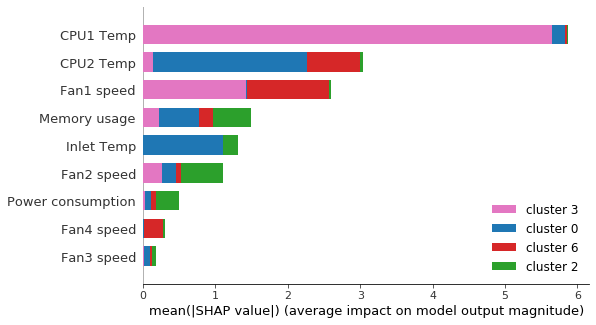 CPU1 Temp
CPU2 Temp
Fan1 speed
Memory usage
Inlet Temp
Fan2 speed
Power consumption
Fan4 speed
Fan3 speed
cluster 3
cluster 0
cluster 6
cluster 2
0 1 2 3 4 5 6
mean(|SHAP value|) (average impact on model output magnitude)